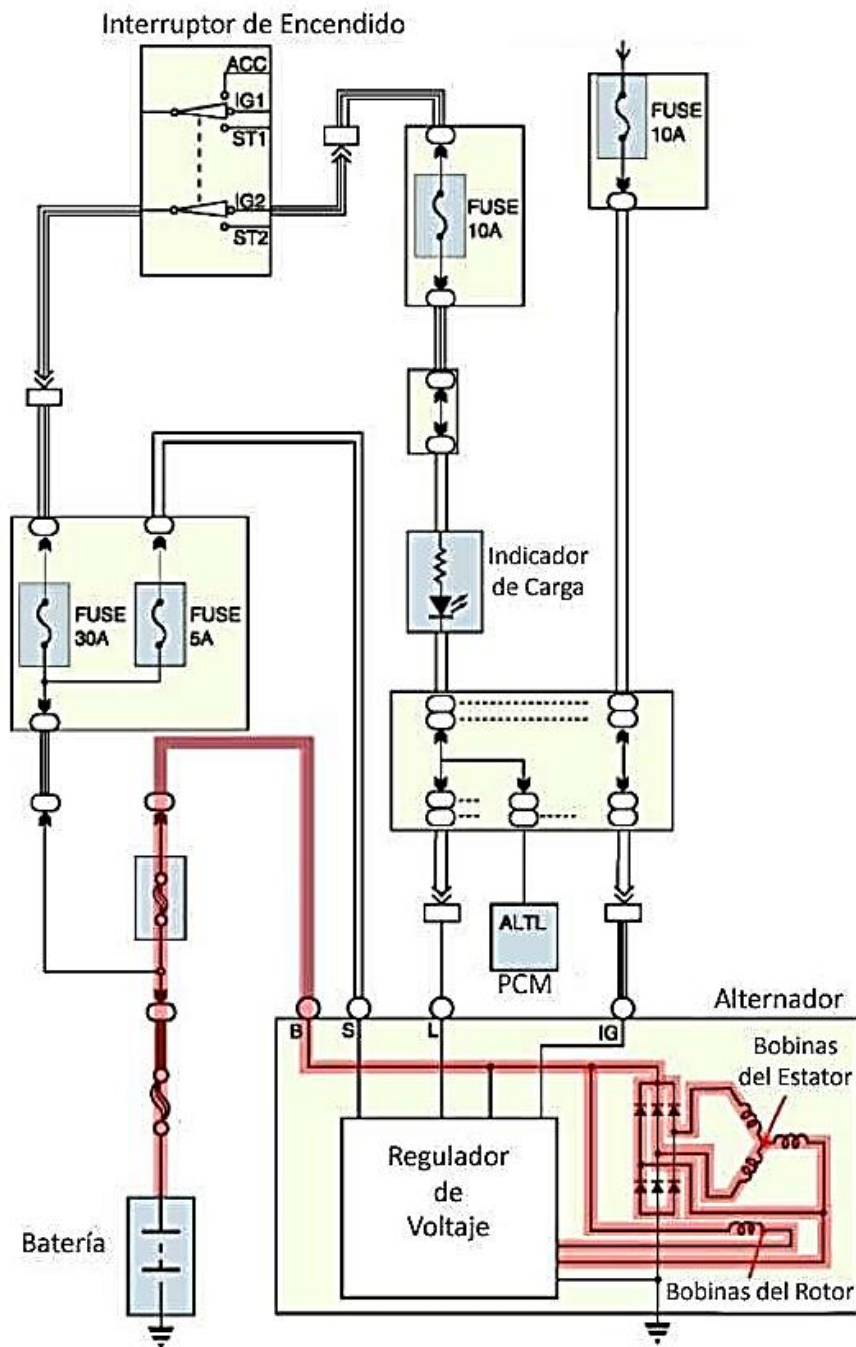 Interruptor de Encendido
ACC
IG1
ST1
IG2
ST2
FUSE
10A
FUSE
10A
FUSE
30A
FUSE
5A
Indicador
de Carga
ALTL
PCM
Alternador
B
S
L
IG
Bobinas
del Estator
Regulador
de
Voltaje
Batería
Bobinas del Rotor